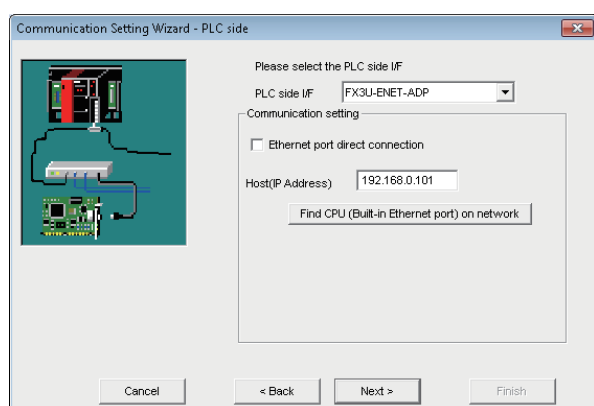 Communication Setting Wizard - PLC side
Please select the PLC side I/F
PLC side I/F FX3U-ENET-ADP
Communication setting
Ethernet port direct connection
Host(IP Address) 192.168.0.101
Find CPU (Built-in Ethernet port) on network
Cancel < Back Next > Finish